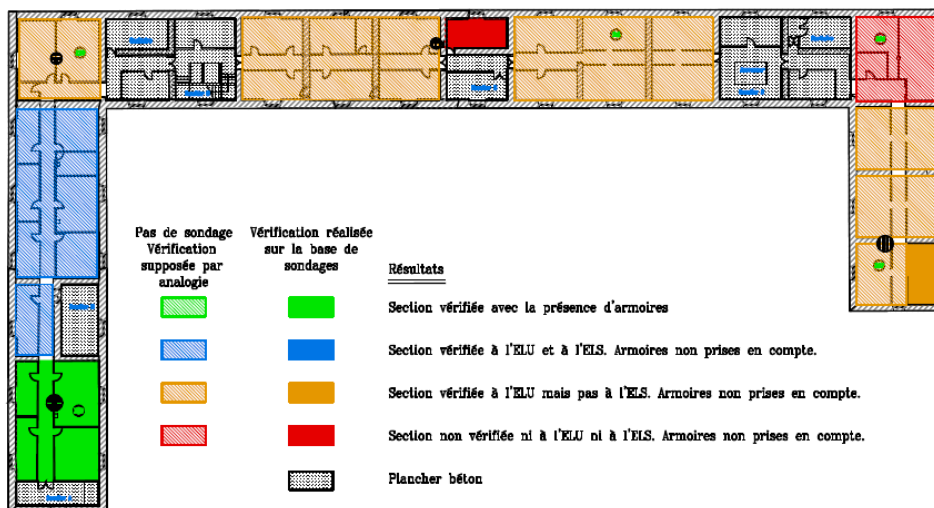 Pas de sondage
Vérification
supposée par
analogie
Vérification réalisée
sur la base de
sondages
Résultats
Section vérifiée avec la présence d'armoires
Section vérifiée à l'ELU et à l'ELS. Armoires non prises en compte.
Section vérifiée à l'ELU mais pas à l'ELS. Armoires non prises en compte.
Section non vérifiée ni à l'ELU ni à l'ELS. Armoires non prises en compte.
Plancher béton